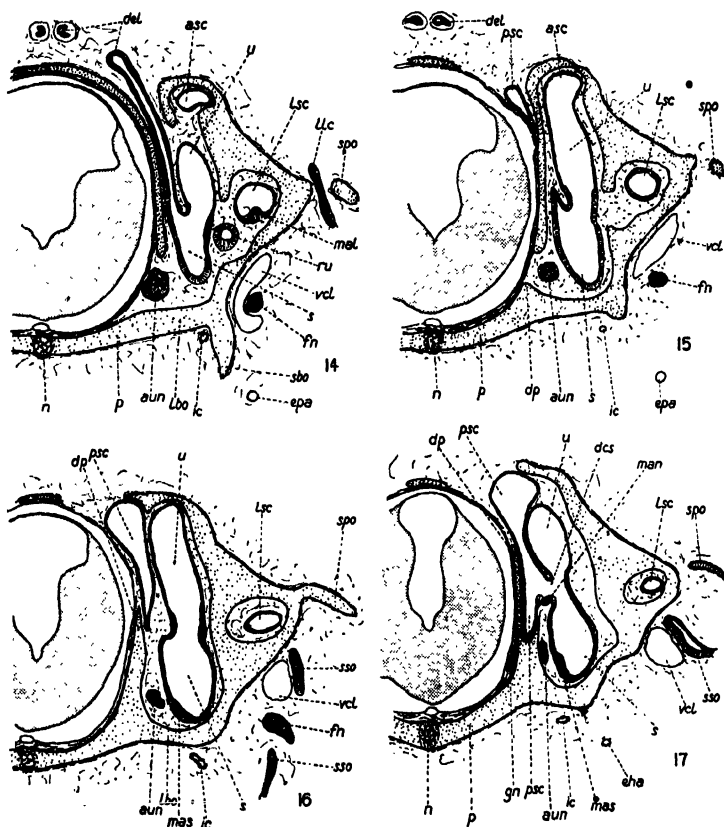 del asc u lsc llc spo
mal ru vcl s fn
14
n p aun lbo ic sbo epa
del psc asc u lsc spo
vcl fn
15
n p dp aun s ic epa
dp psc u lsc spo
sso vcl fn sso
16
aun lbo mas ic s
dp psc u dcs man lsc spo
sso vcl s
17
n p gn psc aun ic mas eha